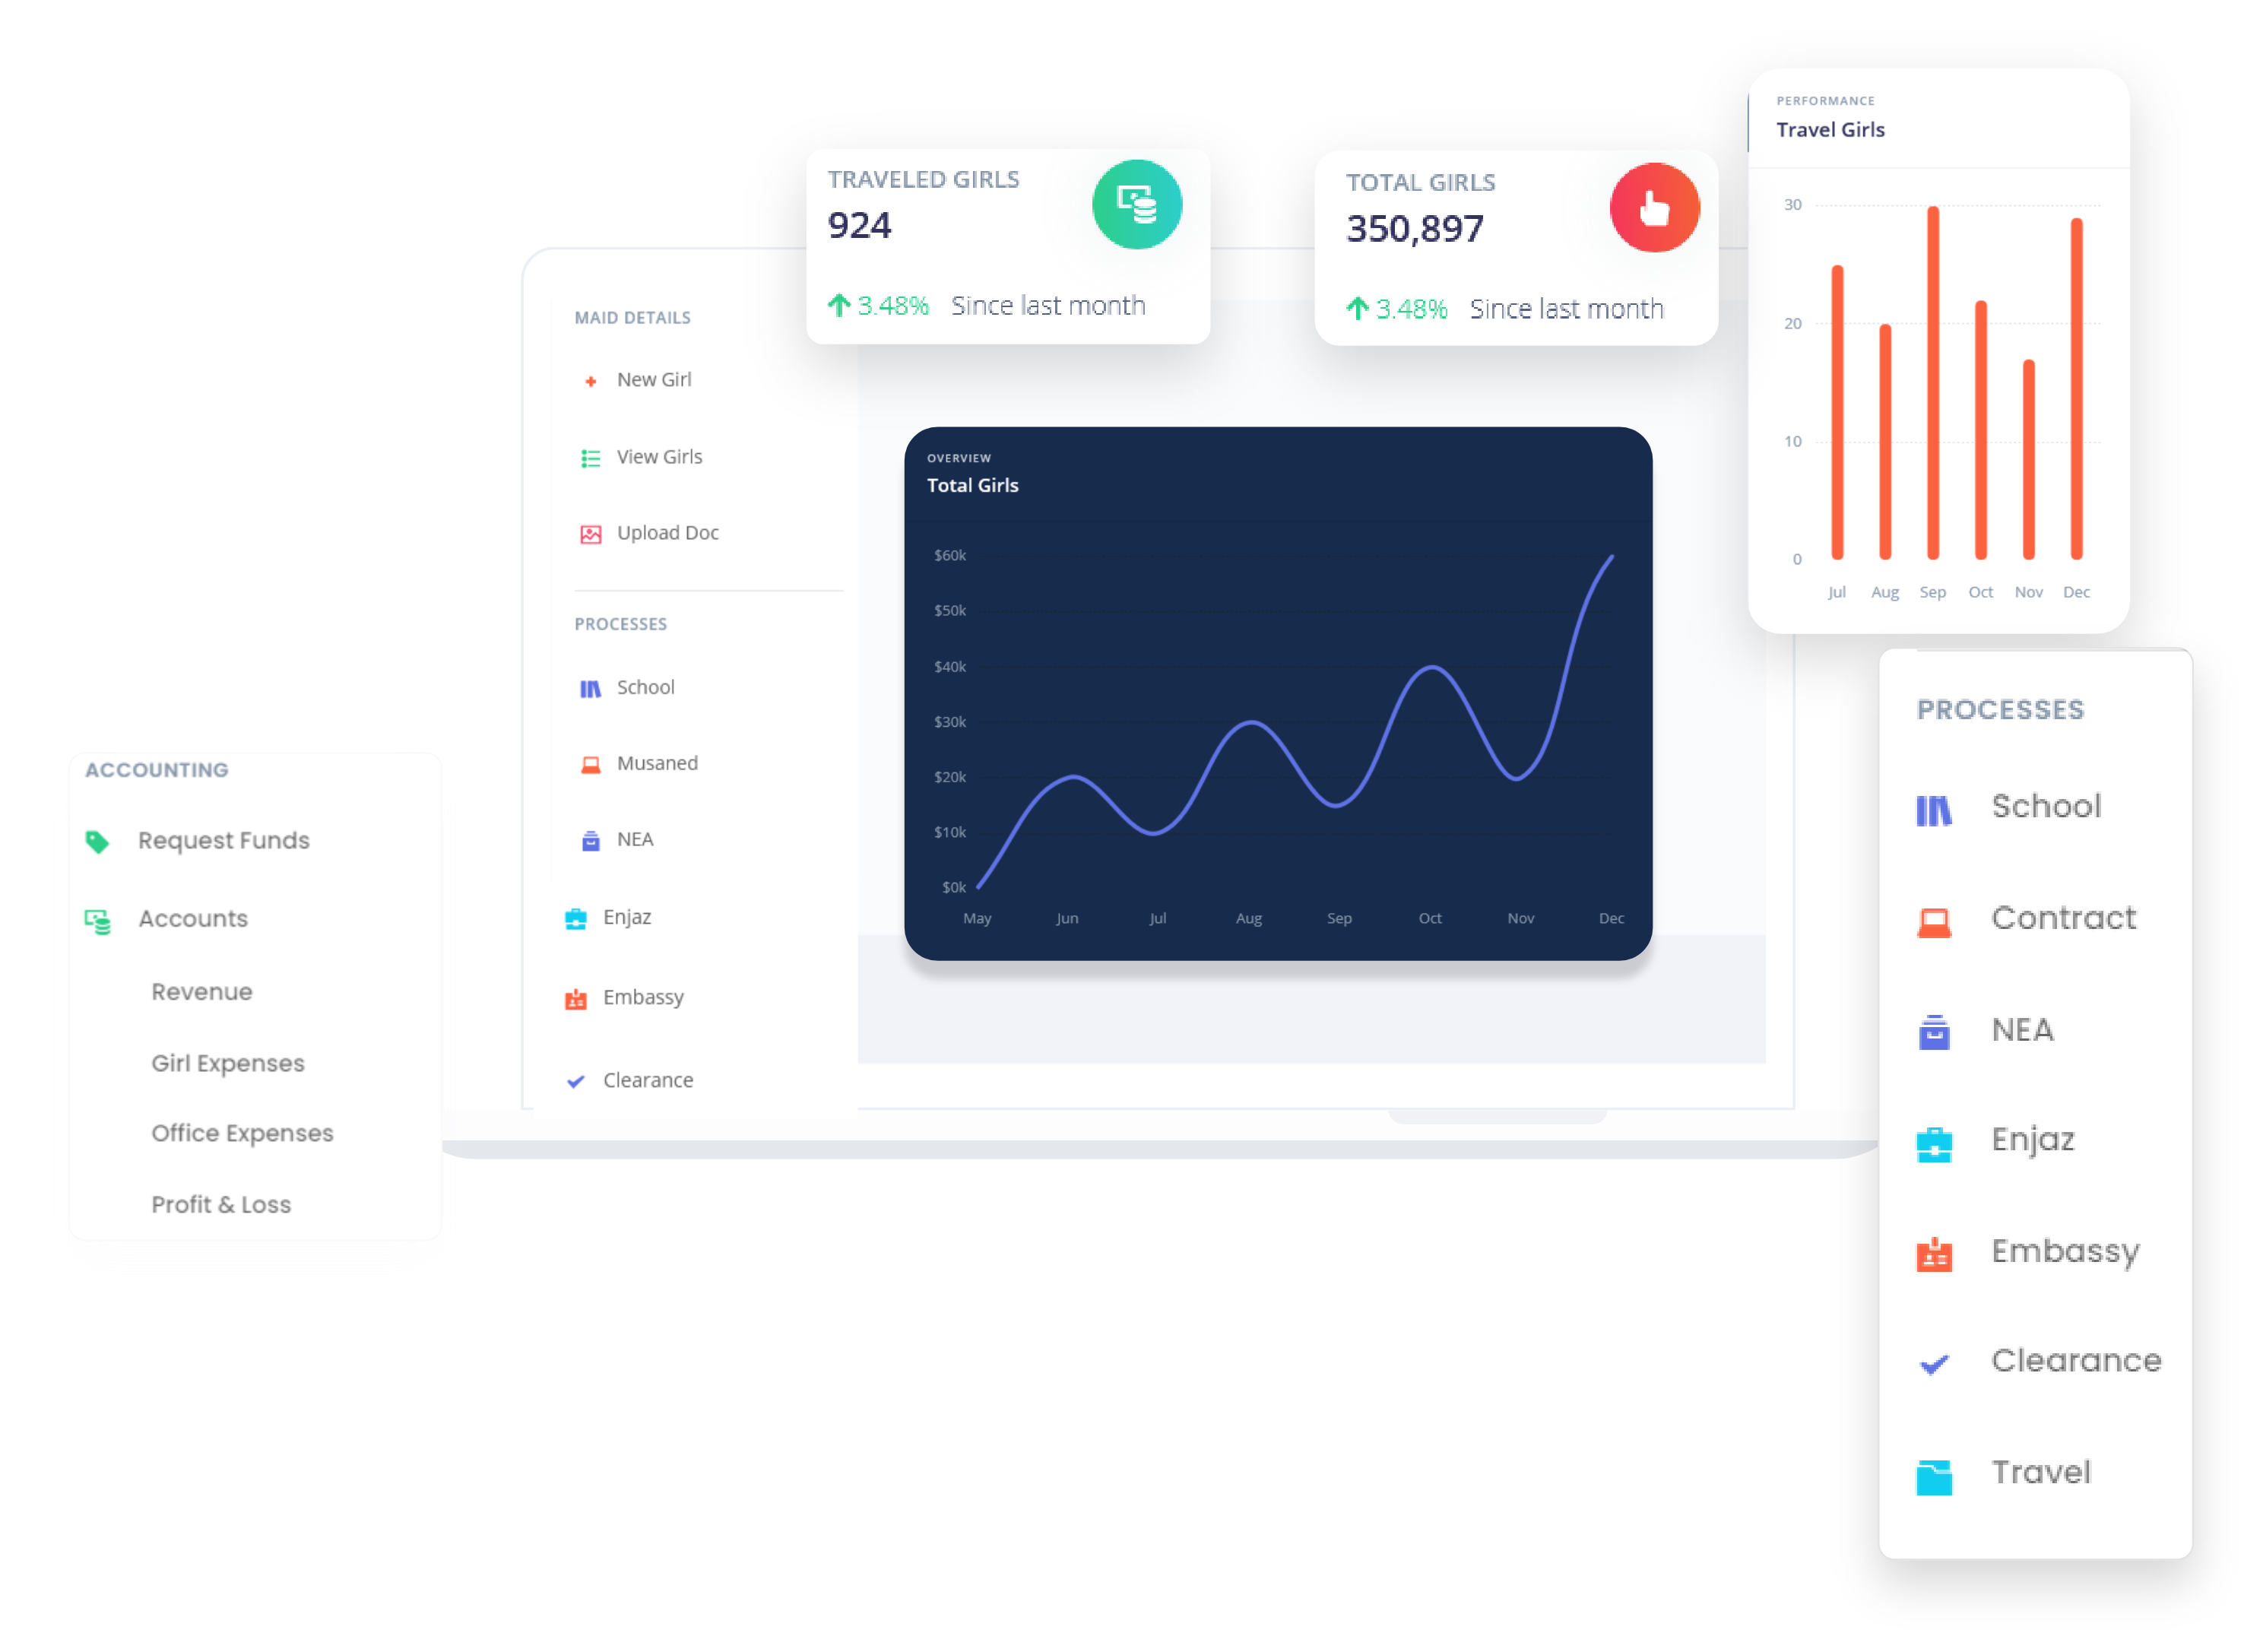 PERFORMANCE
Travel Girls
30
20
10
0
Jul Aug Sep Oct Nov Dec
TRAVELED GIRLS
924
3.48% Since last month
TOTAL GIRLS
350,897
3.48% Since last month
MAID DETAILS
New Girl
View Girls
Upload Doc
PROCESSES
School
Musaned
NEA
Enjaz
Embassy
Clearance
OVERVIEW
Total Girls
$60k
$50k
$40k
$30k
$20k
$10k
$0k
May Jun Jul Aug Sep Oct Nov Dec
ACCOUNTING
Request Funds
Accounts
Revenue
Girl Expenses
Office Expenses
Profit & Loss
PROCESSES
School
Contract
NEA
Enjaz
Embassy
Clearance
Travel